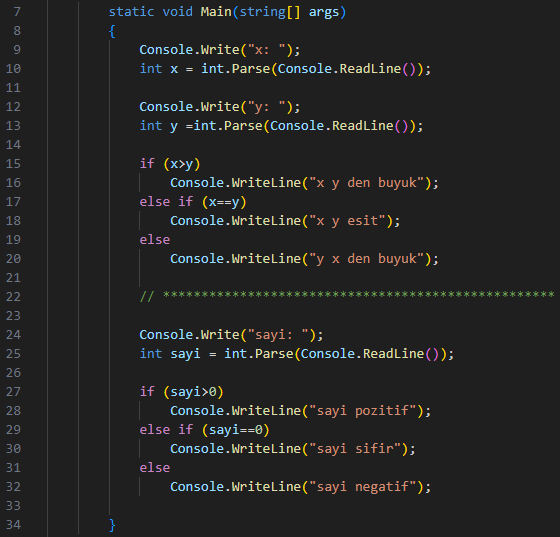 7 static void Main(string[] args)
8 {
9 Console.Write("x: ");
10 int x = int.Parse(Console.ReadLine());
11
12 Console.Write("y: ");
13 int y =int.Parse(Console.ReadLine());
14
15 if (x>y)
16 Console.WriteLine("x y den buyuk");
17 else if (x==y)
18 Console.WriteLine("x y esit");
19 else
20 Console.WriteLine("y x den buyuk");
21
22 // ***************************************************
23
24 Console.Write("sayi: ");
25 int sayi = int.Parse(Console.ReadLine());
26
27 if (sayi>0)
28 Console.WriteLine("sayi pozitif");
29 else if (sayi==0)
30 Console.WriteLine("sayi sifir");
31 else
32 Console.WriteLine("sayi negatif");
33
34 }